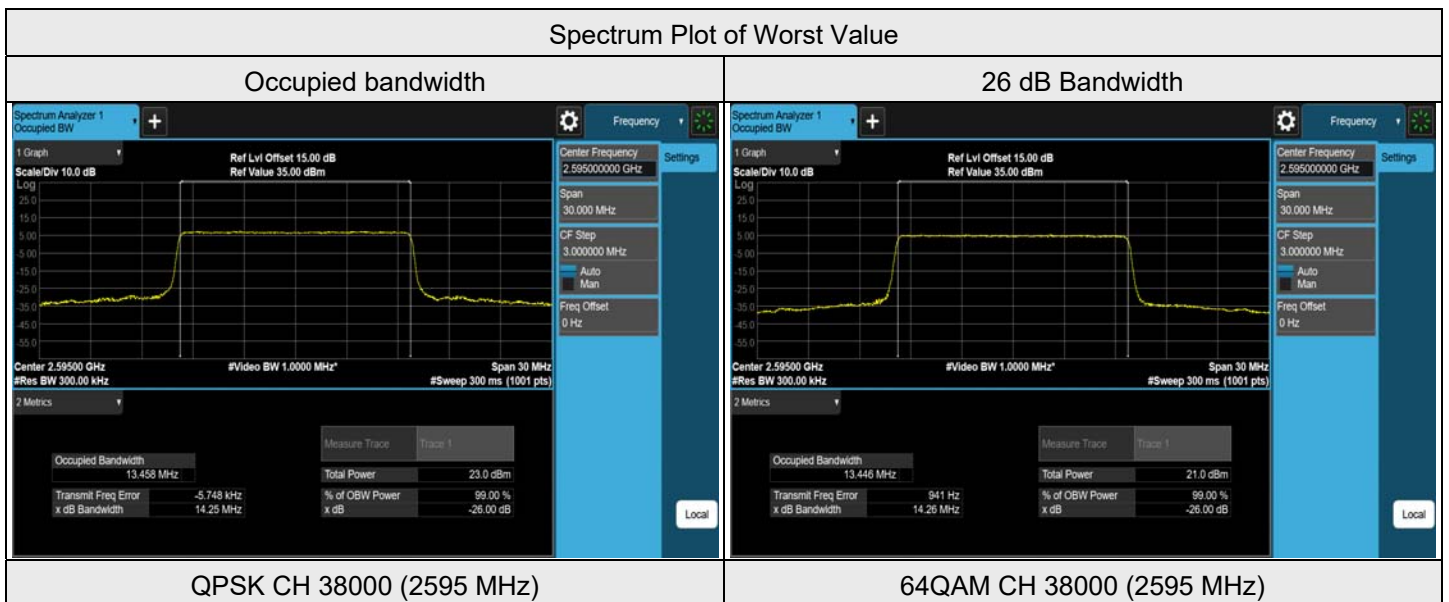 Spectrum Plot of Worst Value
Occupied bandwidth
26 dB Bandwidth
Spectrum Analyzer 1
Occupied BW
+
Frequency
1 Graph
Ref Lvl Offset 15.00 dB
Scale/Div 10.0 dB
Ref Value 35.00 dBm
Log
25.0
15.0
5.00
-5.00
-15.0
-25.0
-35.0
-45.0
-55.0
Center 2.59500 GHz
#Video BW 1.0000 MHz*
Span 30 MHz
#Res BW 300.00 kHz
#Sweep 300 ms (1001 pts)
Center Frequency
2.595000000 GHz
Settings
Span
30.000 MHz
CF Step
3.000000 MHz
Auto
Man
Freq Offset
0 Hz
Local
2 Metrics
Measure Trace Trace 1
Occupied Bandwidth
13.458 MHz
Total Power 23.0 dBm
Transmit Freq Error -5.748 kHz
% of OBW Power 99.00 %
x dB Bandwidth 14.25 MHz
x dB -26.00 dB
Spectrum Analyzer 1
Occupied BW
+
Frequency
1 Graph
Ref Lvl Offset 15.00 dB
Scale/Div 10.0 dB
Ref Value 35.00 dBm
Log
25.0
15.0
5.00
-5.00
-15.0
-25.0
-35.0
-45.0
-55.0
Center 2.59500 GHz
#Video BW 1.0000 MHz*
Span 30 MHz
#Res BW 300.00 kHz
#Sweep 300 ms (1001 pts)
Center Frequency
2.595000000 GHz
Settings
Span
30.000 MHz
CF Step
3.000000 MHz
Auto
Man
Freq Offset
0 Hz
Local
2 Metrics
Measure Trace Trace 1
Occupied Bandwidth
13.446 MHz
Total Power 21.0 dBm
Transmit Freq Error 941 Hz
% of OBW Power 99.00 %
x dB Bandwidth 14.26 MHz
x dB -26.00 dB
QPSK CH 38000 (2595 MHz)
64QAM CH 38000 (2595 MHz)